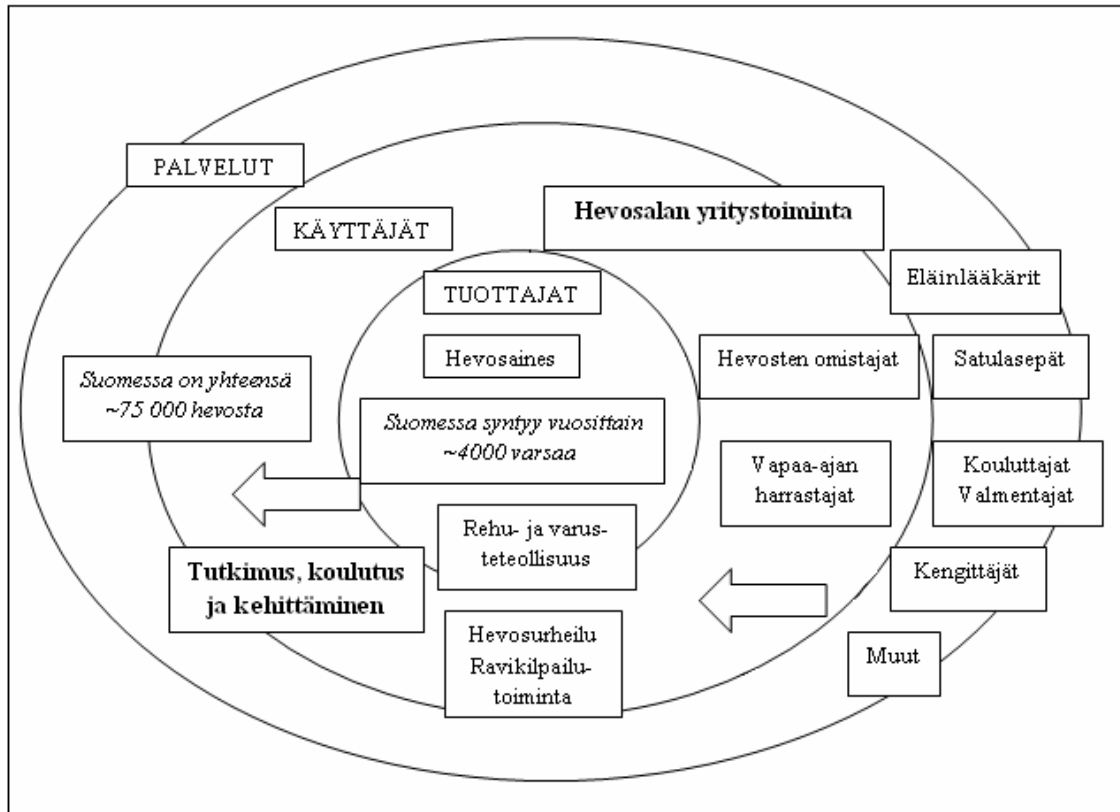 PALVELUT
KÄYTTÄJÄT
Hevosalan yritystoiminta
TUOTTAJAT
Eläinlääkärit
Hevosaines
Hevosten omistajat
Satulasepät
Suomessa on yhteensä
~75 000 hevosta
Suomessa syntyy vuosittain
~4000 varsaa
Vapaa-ajan
harrastajat
Kouluttajat
Valmentajat
Rehu- ja varus-
teteollisuus
Tutkimus, koulutus
ja kehittäminen
Kengittäjät
Hevosurheilu
Ravikilpailu-
toiminta
Muut